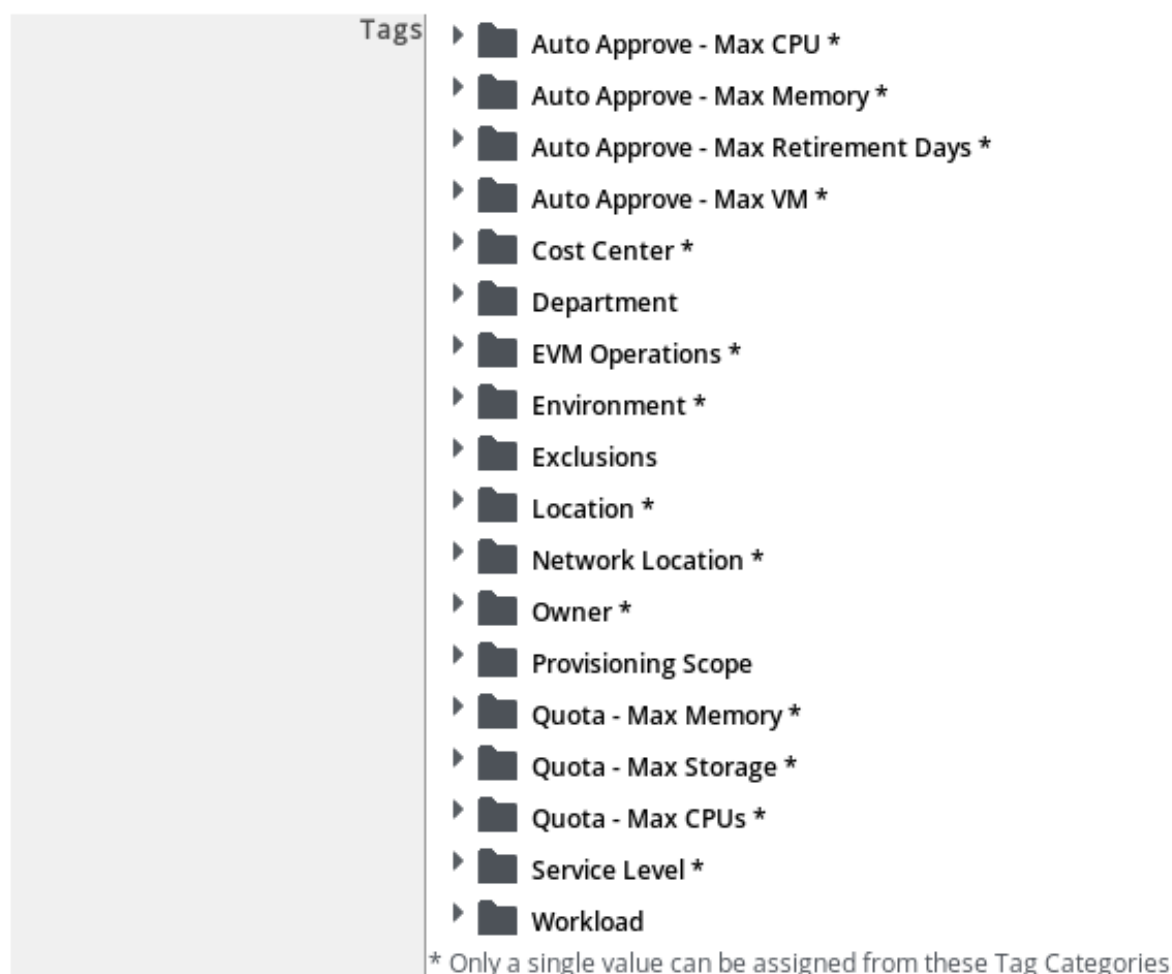 Tags
Auto Approve - Max CPU *
Auto Approve - Max Memory *
Auto Approve - Max Retirement Days *
Auto Approve - Max VM *
Cost Center *
Department
EVM Operations *
Environment *
Exclusions
Location *
Network Location *
Owner *
Provisioning Scope
Quota - Max Memory *
Quota - Max Storage *
Quota - Max CPUs *
Service Level *
Workload
* Only a single value can be assigned from these Tag Categories